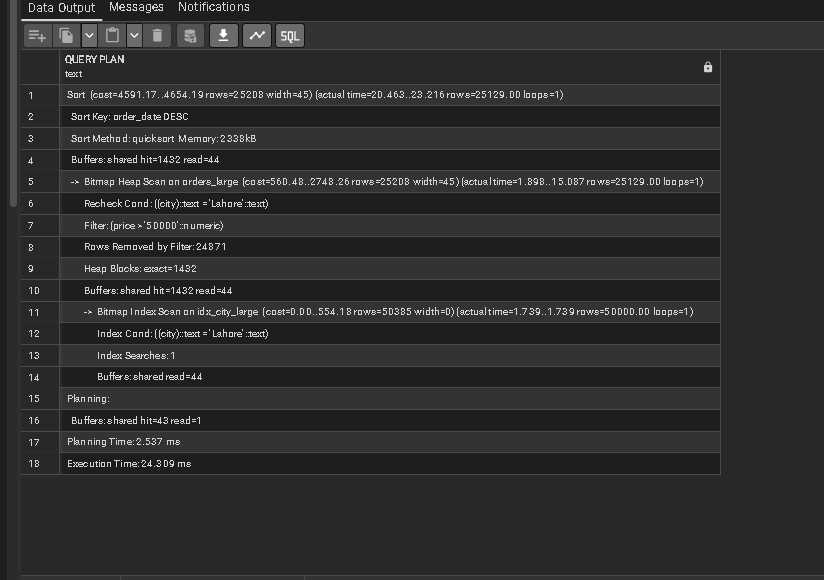 Data Output Messages Notifications
SQL
QUERY PLAN
text
1 Sort (cost=4591.17..4654.19 rows=25208 width=45) (actual time=20.463..23.216 rows=25129.00 loops=1)
2 Sort Key: order_date DESC
3 Sort Method: quicksort Memory: 2338kB
4 Buffers: shared hit=1432 read=44
5 -> Bitmap Heap Scan on orders_large (cost=560.48..2748.26 rows=25208 width=45) (actual time=1.898..15.087 rows=25129.00 loops=1)
6 Recheck Cond: ((city)::text = 'Lahore'::text)
7 Filter: (price > '50000'::numeric)
8 Rows Removed by Filter: 24871
9 Heap Blocks: exact=1432
10 Buffers: shared hit=1432 read=44
11 -> Bitmap Index Scan on idx_city_large (cost=0.00..554.18 rows=50385 width=0) (actual time=1.739..1.739 rows=50000.00 loops=1)
12 Index Cond: ((city)::text = 'Lahore'::text)
13 Index Searches: 1
14 Buffers: shared read=44
15 Planning:
16 Buffers: shared hit=43 read=1
17 Planning Time: 2.537 ms
18 Execution Time: 24.309 ms